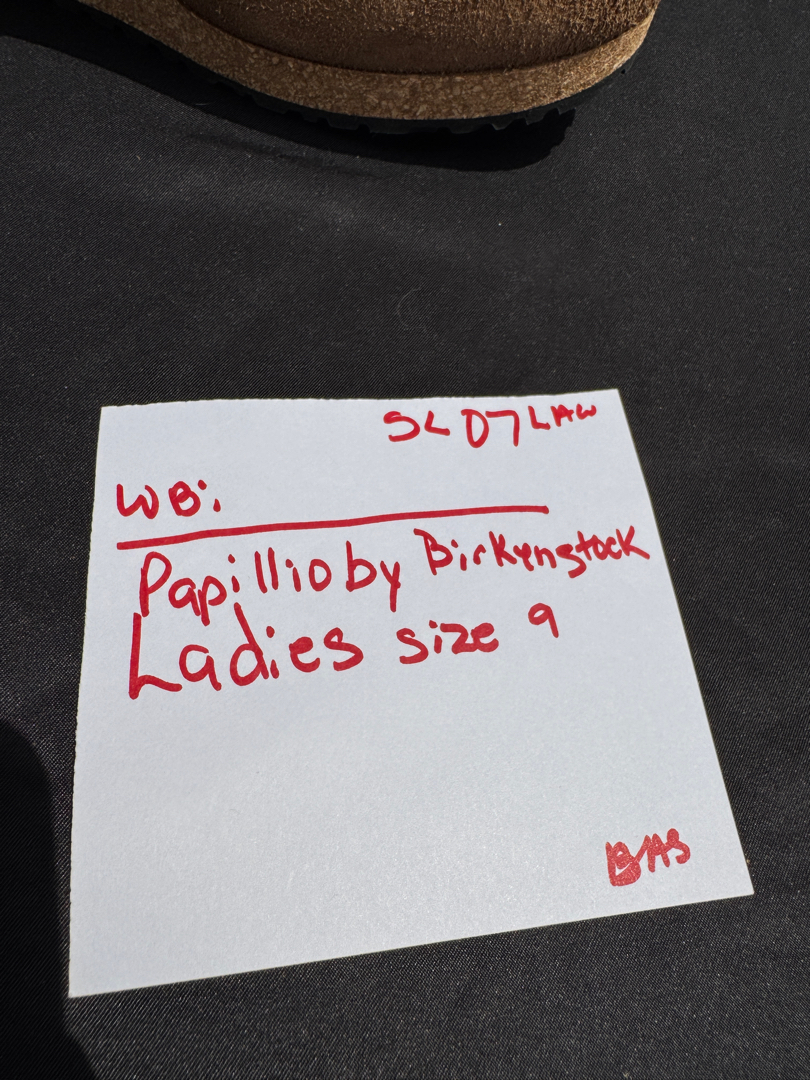 SL07LAW
WB:
Papillio by Birkenstock
Ladies size 9
BAS